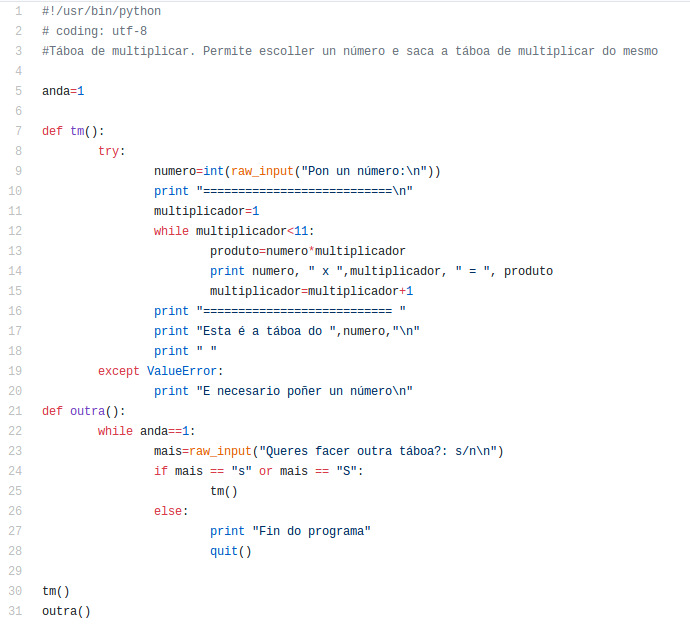 1 #!/usr/bin/python
2 # coding: utf-8
3 #Táboa de multiplicar. Permite escoller un número e saca a táboa de multiplicar do mesmo
4
5 anda=1
6
7 def tm():
8         try:
9                 numero=int(raw_input("Pon un número:\n"))
10                 print "===========================\n"
11                 multiplicador=1
12                 while multiplicador<11:
13                         produto=numero*multiplicador
14                         print numero, " x ",multiplicador, " = ", produto
15                         multiplicador=multiplicador+1
16                 print "=========================== "
17                 print "Esta é a táboa do ",numero,"\n"
18                 print " "
19         except ValueError:
20                 print "E necesario poñer un número\n"
21 def outra():
22         while anda==1:
23                 mais=raw_input("Queres facer outra táboa?: s/n\n")
24                 if mais == "s" or mais == "S":
25                         tm()
26                 else:
27                         print "Fin do programa"
28                         quit()
29
30 tm()
31 outra()